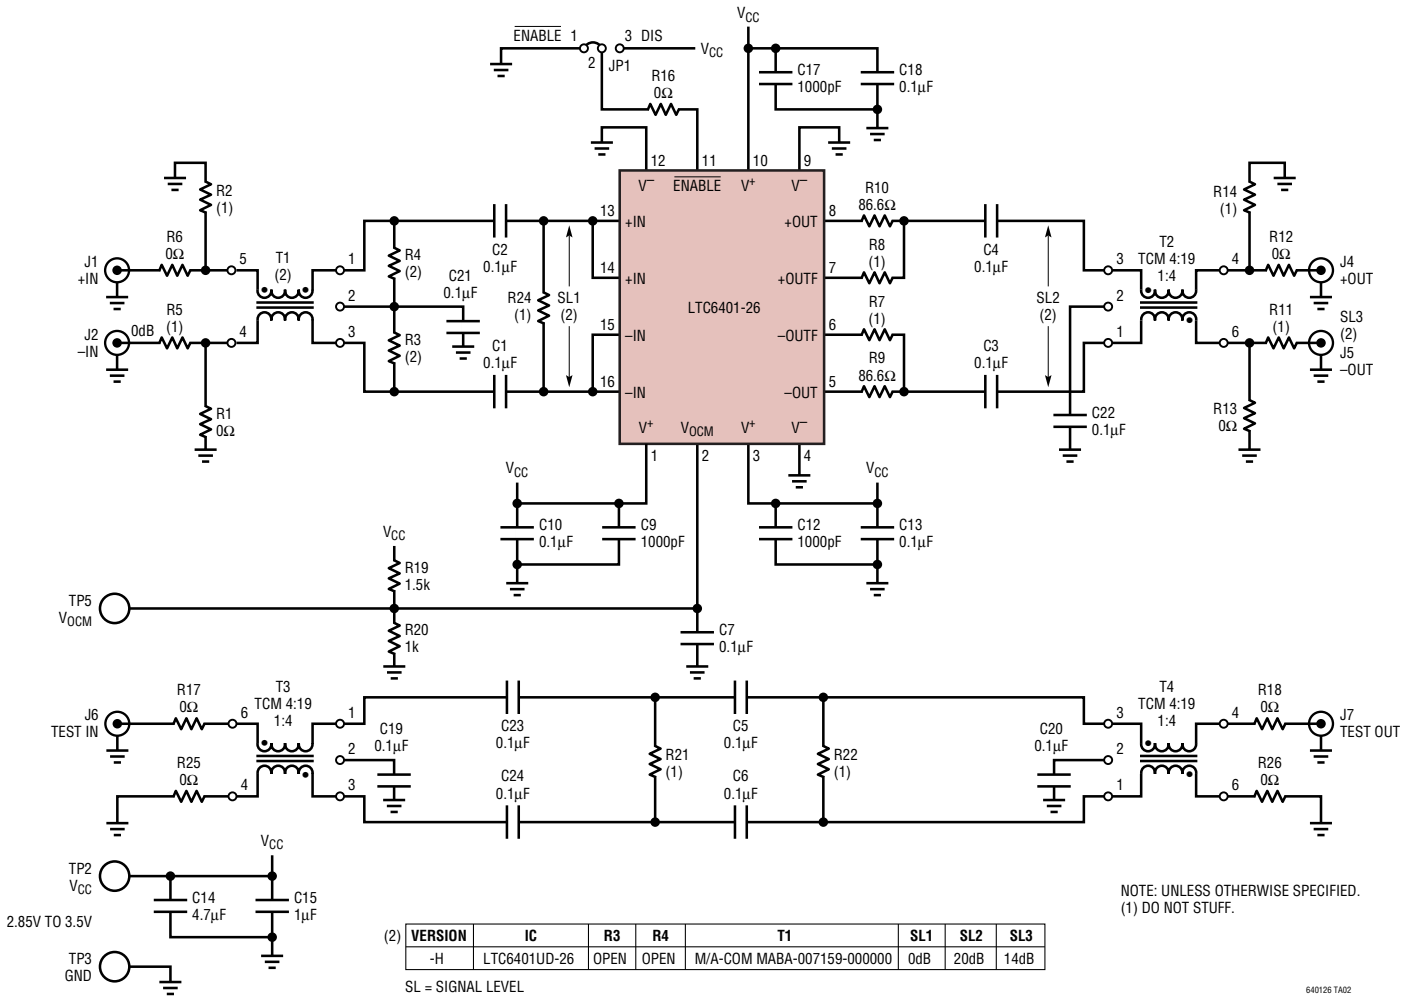 VCC
ENABLE 1
3 DIS
VCC
2
JP1
R16
0Ω
C17
1000pF
C18
0.1µF
12
11
10
9
V–
ENABLE
V+
V–
R2
(1)
R6
0Ω
J1
+IN
5
T1
(2)
1
R4
(2)
C21
0.1µF
2
C2
0.1µF
R24
(1)
SL1
(2)
13
+IN
14
+IN
15
–IN
16
–IN
LTC6401-26
8
+OUT
7
+OUTF
6
–OUTF
5
–OUT
R10
86.6Ω
R8
(1)
R7
(1)
R9
86.6Ω
C4
0.1µF
SL2
(2)
C3
0.1µF
R14
(1)
T2
TCM 4:19
1:4
3
4
R12
0Ω
J4
+OUT
2
1
6
R11
(1)
SL3
(2)
J5
–OUT
R13
0Ω
C22
0.1µF
J2
–IN
0dB
R5
(1)
4
3
R3
(2)
C1
0.1µF
R1
0Ω
V+
VOCM
V+
V–
1
2
3
4
VCC
C10
0.1µF
C9
1000pF
VCC
C12
1000pF
C13
0.1µF
VCC
R19
1.5k
TP5
VOCM
R20
1k
C7
0.1µF
J6
TEST IN
R17
0Ω
6
T3
TCM 4:19
1:4
1
2
C19
0.1µF
R25
0Ω
4
3
C23
0.1µF
C24
0.1µF
R21
(1)
C5
0.1µF
C6
0.1µF
R22
(1)
C20
0.1µF
3
2
1
T4
TCM 4:19
1:4
4
R18
0Ω
J7
TEST OUT
6
R26
0Ω
VCC
TP2
VCC
C14
4.7µF
C15
1µF
2.85V TO 3.5V
TP3
GND
NOTE: UNLESS OTHERWISE SPECIFIED.
(1) DO NOT STUFF.
(2) VERSION IC R3 R4 T1 SL1 SL2 SL3
-H LTC6401UD-26 OPEN OPEN M/A-COM MABA-007159-000000 0dB 20dB 14dB
SL = SIGNAL LEVEL
640126 TA02